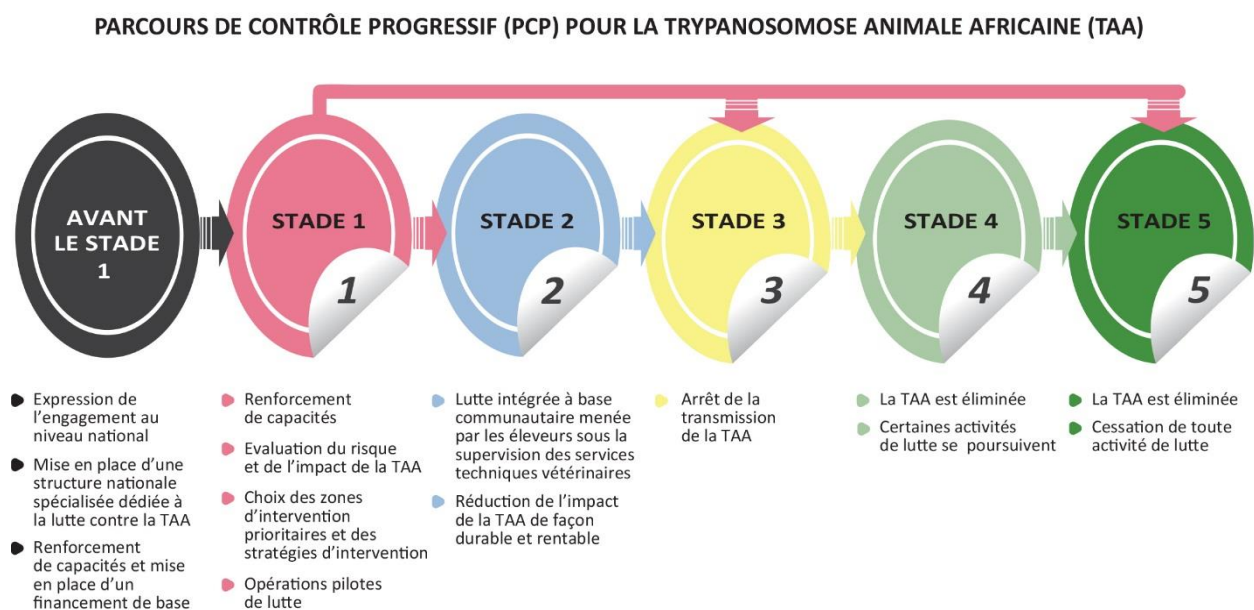 PARCOURS DE CONTRÔLE PROGRESSIF (PCP) POUR LA TRYPANOSOMOSE ANIMALE AFRICAINE (TAA)
AVANT
LE STADE
1
STADE 1
1
STADE 2
2
STADE 3
3
STADE 4
4
STADE 5
5
Expression de
l’engagement au
niveau national
Mise en place d’une
structure nationale
spécialisée dédiée à
la lutte contre la TAA
Renforcement
de capacités et mise
en place d’un
financement de base
Renforcement
de capacités
Evaluation du risque
et de l’impact de la TAA
Choix des zones
d’intervention
prioritaires et des
stratégies d’intervention
Opérations pilotes
de lutte
Lutte intégrée à base
communautaire menée
par les éleveurs sous la
supervision des services
techniques vétérinaires
Réduction de l’impact
de la TAA de façon
durable et rentable
Arrêt de la
transmission
de la TAA
La TAA est éliminée
Certaines activités
de lutte se poursuivent
La TAA est éliminée
Cessation de toute
activité de lutte